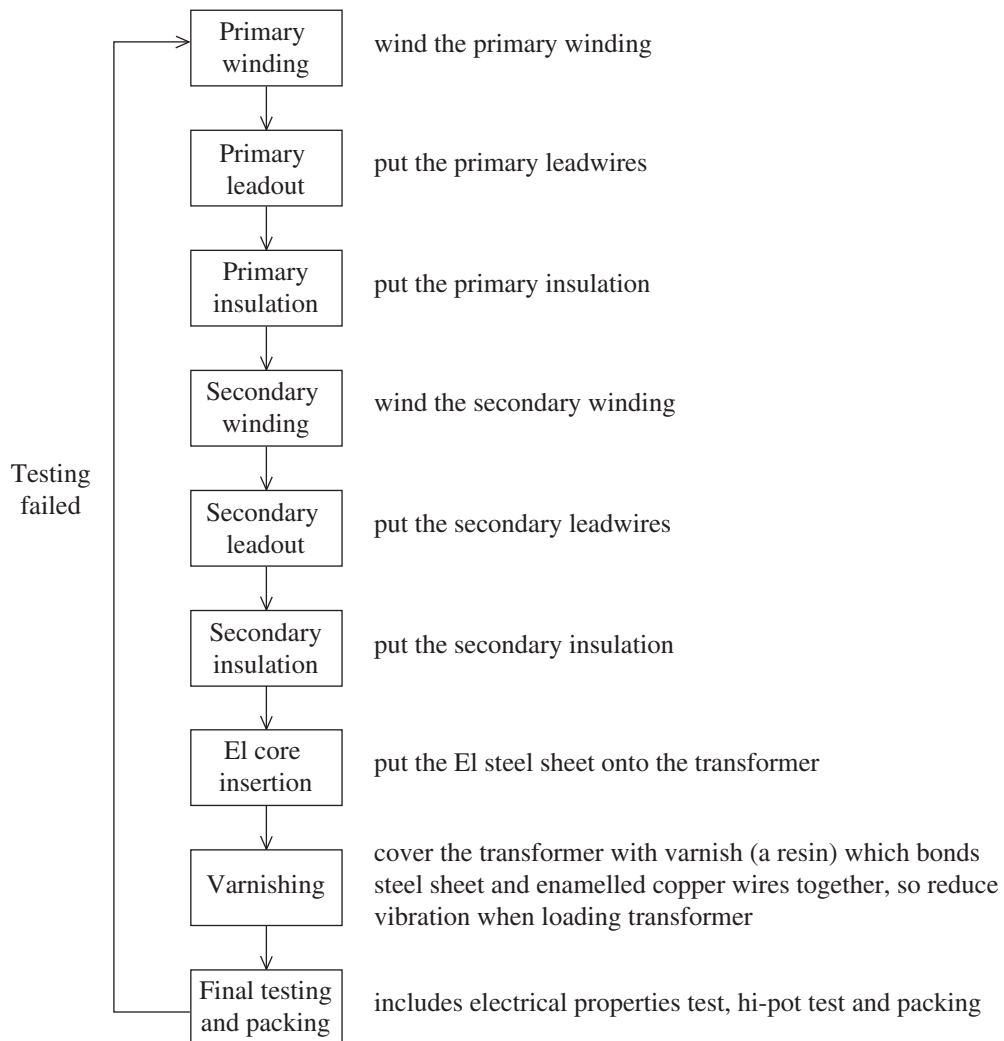 Primary
winding
wind the primary winding
Primary
leadout
put the primary leadwires
Primary
insulation
put the primary insulation
Secondary
winding
wind the secondary winding
Testing
failed
Secondary
leadout
put the secondary leadwires
Secondary
insulation
put the secondary insulation
El core
insertion
put the El steel sheet onto the transformer
Varnishing
cover the transformer with varnish (a resin) which bonds
steel sheet and enamelled copper wires together, so reduce
vibration when loading transformer
Final testing
and packing
includes electrical properties test, hi-pot test and packing